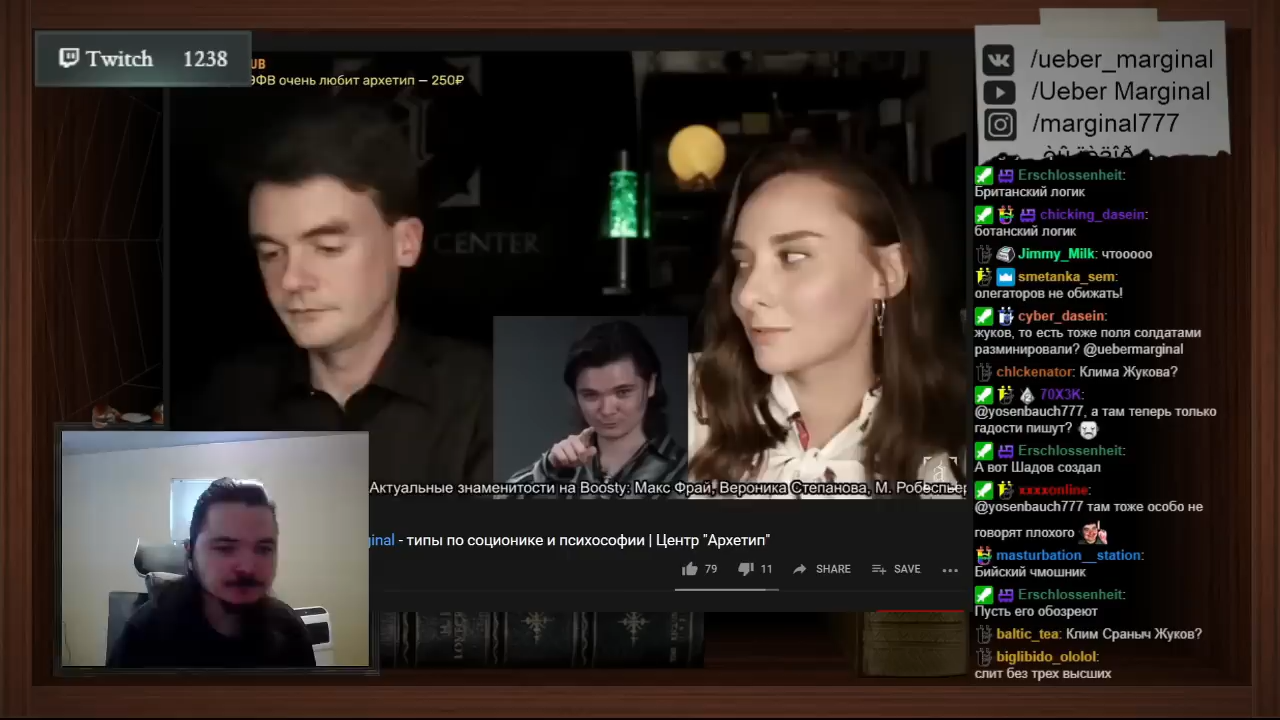 Twitch 1238
UB
ЭФВ очень любит архетип – 250₽
CENTER
Актуальные знаменитости на Boosty: Макс Фрай, Вероника Степанова, М. Робеспьер
ginal - типы по соционике и психософии | Центр "Архетип"
79 11 SHARE SAVE
/ueber_marginal
/Ueber Marginal
/marginal777
Erschlossenheit:
Британский логик
chicking_dasein:
ботанский логик
Jimmy_Milk: чтооооо
smetanka_sem:
олегаторов не обижать!
cyber_dasein:
жуков, то есть тоже поля солдатами
разминировали? @uebermarginal
chlckenator: Клима Жукова?
70X3K:
@yosenbauch777, а там теперь только
гадости пишут?
Erschlossenheit:
А вот Шадов создал
xxxxonline:
@yosenbauch777 там тоже особо не
говорят плохого
masturbation__station:
Бийский чмошник
Erschlossenheit:
Пусть его обозреют
baltic_tea: Клим Сраныч Жуков?
biglibido_ololol:
слит без трех высших